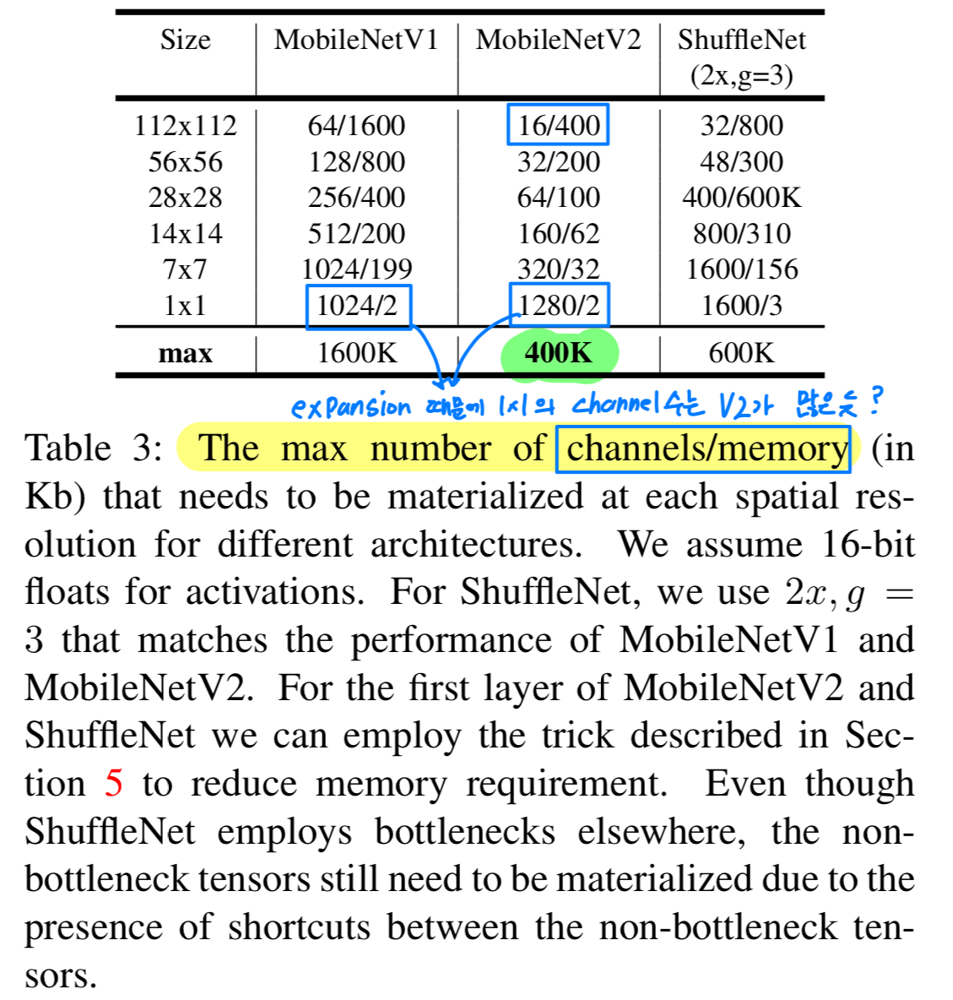 Size MobileNetV1 MobileNetV2 ShuffleNet
(2x,g=3)
112x112 64/1600 16/400 32/800
56x56 128/800 32/200 48/300
28x28 256/400 64/100 400/600K
14x14 512/200 160/62 800/310
7x7 1024/199 320/32 1600/156
1x1 1024/2 1280/2 1600/3
max 1600K 400K 600K
expansion 때문에 1x1의 channel수는 V2가 많은듯?
Table 3: The max number of channels/memory (in
Kb) that needs to be materialized at each spatial res-
olution for different architectures. We assume 16-bit
floats for activations. For ShuffleNet, we use 2x, g =
3 that matches the performance of MobileNetV1 and
MobileNetV2. For the first layer of MobileNetV2 and
ShuffleNet we can employ the trick described in Sec-
tion 5 to reduce memory requirement. Even though
ShuffleNet employs bottlenecks elsewhere, the non-
bottleneck tensors still need to be materialized due to the
presence of shortcuts between the non-bottleneck ten-
sors.